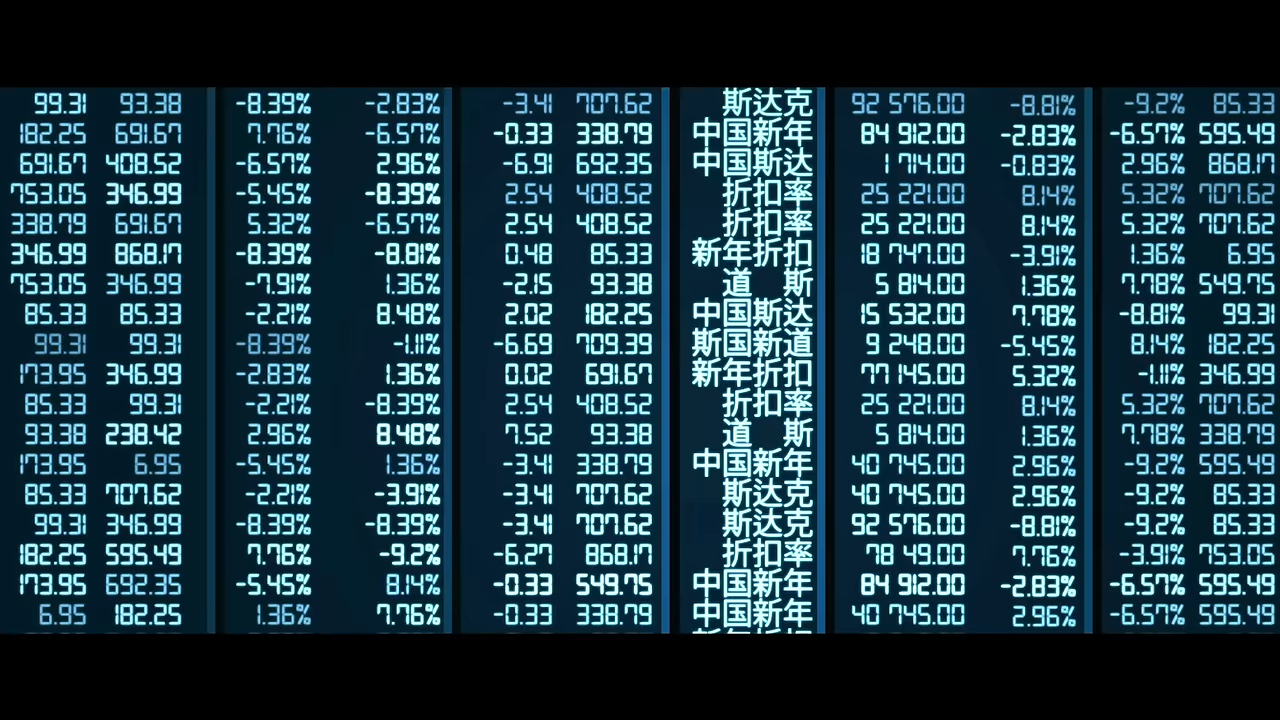 99.31 93.38 -8.39% -2.83% -3.41 707.62 斯达克 92 576.00 -8.81% -9.2% 85.33
182.25 691.67 7.76% -6.57% -0.33 338.79 中国新年 84 912.00 -2.83% -6.57% 595.49
691.67 408.52 -6.57% 2.96% -6.91 692.35 中国斯达 1 714.00 -0.83% 2.96% 868.17
753.05 346.99 -5.45% -8.39% 2.54 408.52 折扣率 25 221.00 8.14% 5.32% 707.62
338.79 691.67 5.32% -6.57% 2.54 408.52 折扣率 25 221.00 8.14% 5.32% 707.62
346.99 868.17 -8.39% -8.81% 0.48 85.33 新年折扣 18 747.00 -3.91% 1.36% 6.95
753.05 346.99 -7.91% 1.36% -2.15 93.38 道 斯 5 814.00 1.36% 7.78% 549.75
85.33 85.33 -2.21% 8.48% 2.02 182.25 中国斯达 15 532.00 7.78% -8.81% 99.31
99.31 99.31 -8.39% -1.11% -6.69 709.39 斯国新道 9 248.00 -5.45% 8.14% 182.25
173.95 346.99 -2.83% 1.36% 0.02 691.67 新年折扣 77 145.00 5.32% -1.11% 346.99
85.33 99.31 -2.21% -8.39% 2.54 408.52 折扣率 25 221.00 8.14% 5.32% 707.62
93.38 238.42 2.96% 8.48% 7.52 93.38 道 斯 5 814.00 1.36% 7.78% 338.79
173.95 6.95 -5.45% 1.36% -3.41 338.79 中国新年 40 745.00 2.96% -9.2% 595.49
85.33 707.62 -2.21% -3.91% -3.41 707.62 斯达克 40 745.00 2.96% -9.2% 85.33
99.31 346.99 -8.39% -8.39% -3.41 707.62 斯达克 92 576.00 -8.81% -9.2% 85.33
182.25 595.49 7.76% -9.2% -6.27 868.17 折扣率 78 49.00 7.76% -3.91% 753.05
173.95 692.35 -5.45% 8.14% -0.33 549.75 中国新年 84 912.00 -2.83% -6.57% 595.49
6.95 182.25 1.36% 7.76% -0.33 338.79 中国新年 40 745.00 2.96% -6.57% 595.49